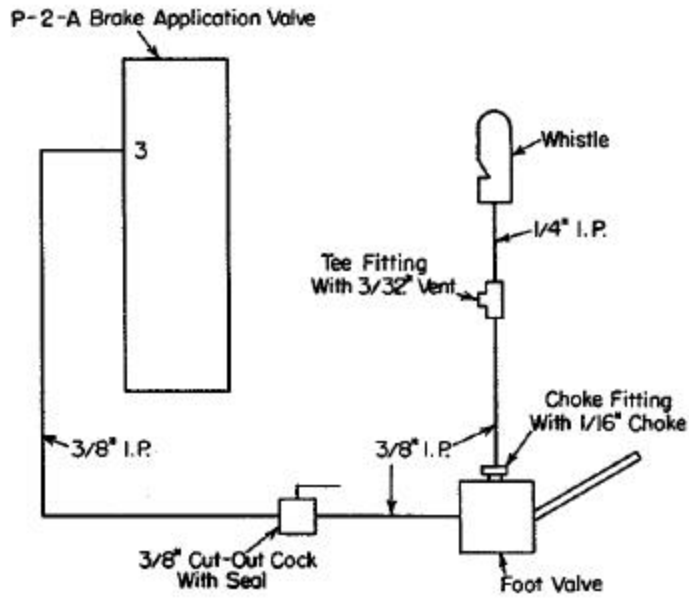 P-2-A Brake Application Valve
3
Whistle
1/4" I.P.
Tee Fitting
With 3/32" Vent
Choke Fitting
With 1/16" Choke
3/8" I.P.
3/8" I.P.
3/8" Cut-Out Cock
With Seal
Foot Valve